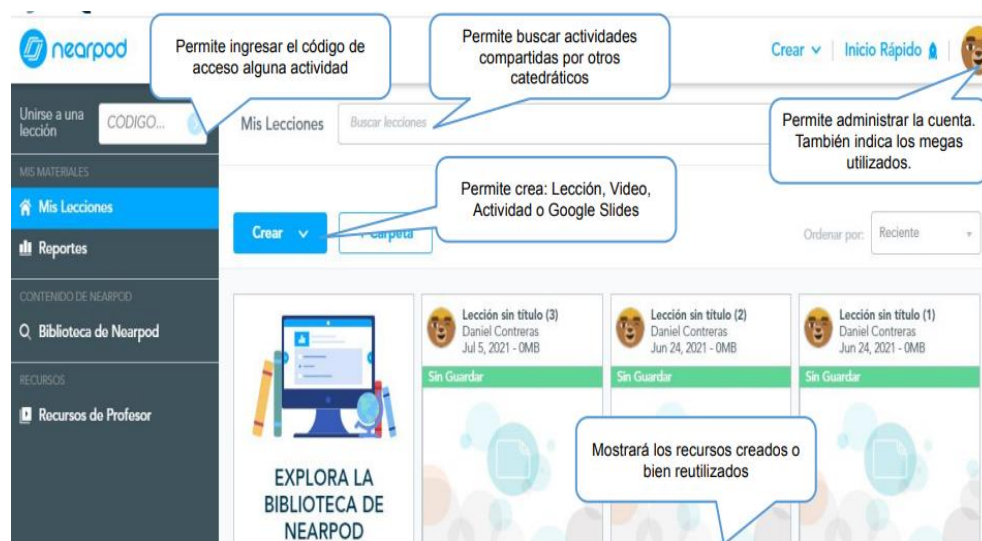 nearpod
Permite ingresar el código de
acceso alguna actividad
Permite buscar actividades
compartidas por otros
catedráticos
Crear
Inicio Rápido
Unirse a una
lección
CODIGO...
Mis Lecciones
Buscar lecciones
Permite administrar la cuenta.
También indica los megas
utilizados.
MIS MATERIALES
Mis Lecciones
Reportes
CONTENIDO DE NEARPOD
Biblioteca de Nearpod
RECURSOS
Recursos de Profesor
Permite crea: Lección, Video,
Actividad o Google Slides
Crear
Carpeta
Ordenar por:
Reciente
EXPLORA LA
BIBLIOTECA DE
NEARPOD
Lección sin título (3)
Daniel Contreras
Jul 5, 2021 - 0MB
Sin Guardar
Lección sin título (2)
Daniel Contreras
Jun 24, 2021 - 0MB
Sin Guardar
Lección sin título (1)
Daniel Contreras
Jun 24, 2021 - 0MB
Sin Guardar
Mostrará los recursos creados o
bien reutilizados